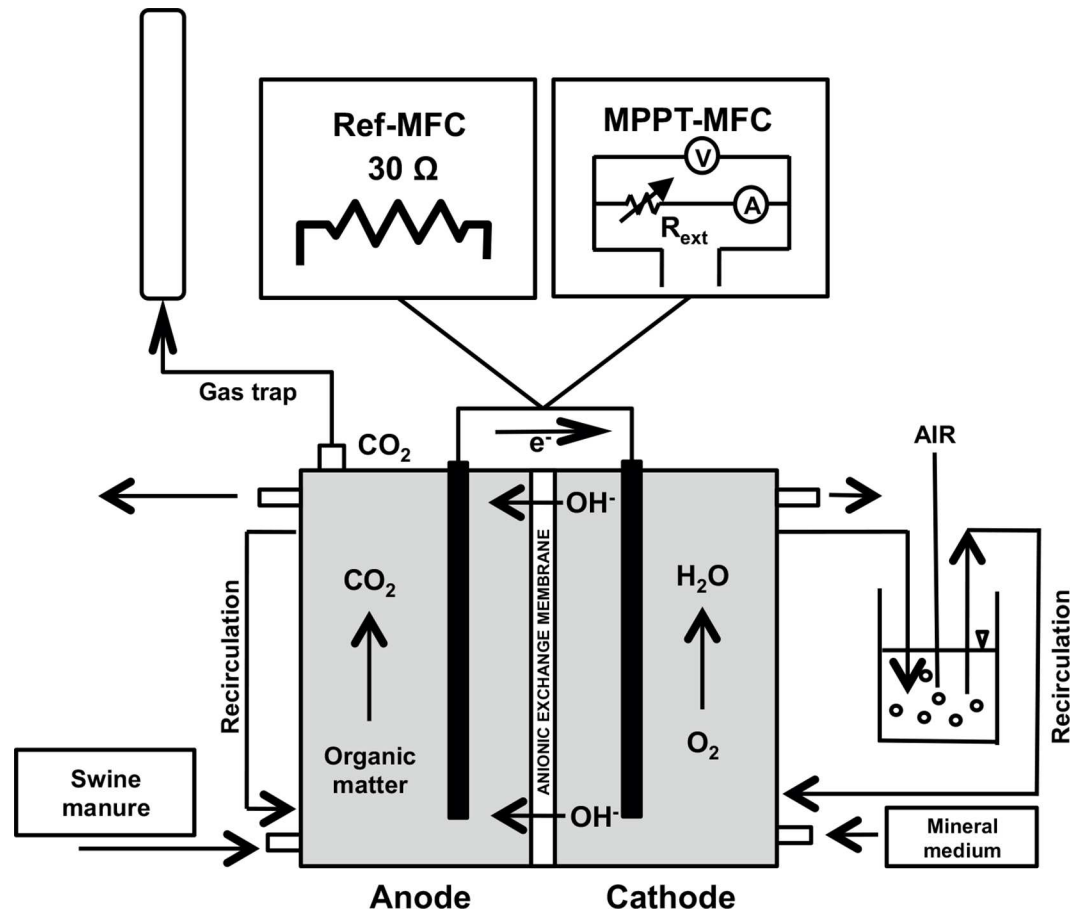 Ref-MFC
30 Ω
MPPT-MFC
V
A
Rext
Gas trap
CO2
e-
AIR
OH-
CO2
H2O
Recirculation
ANIONIC EXCHANGE MEMBRANE
Recirculation
Organic
matter
O2
Swine
manure
OH-
Mineral
medium
Anode
Cathode